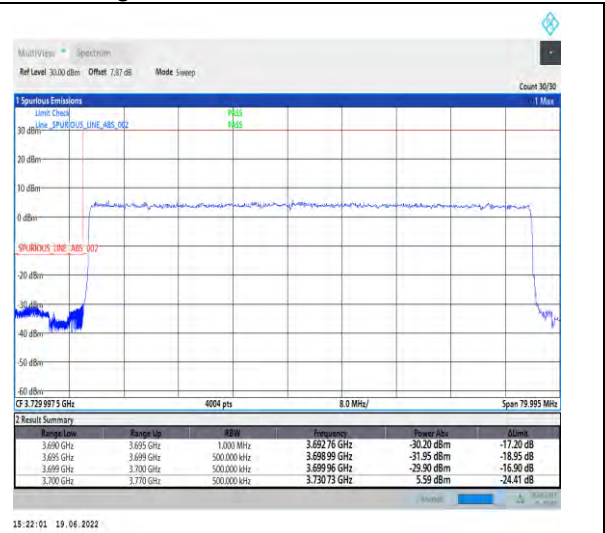 MultiView Spectrum
Ref Level 30.00 dBm Offset 7.87 dB Mode Sweep
Count 30/30
1 Spurious Emissions 1 Max
Limit Check PASS
Line _SPURIOUS_LINE_ABS_002 PASS
30 dBm
20 dBm
10 dBm
0 dBm
SPURIOUS_LINE_ABS_002
-20 dBm
-30 dBm
-40 dBm
-50 dBm
-60 dBm
CF 3.729 997 5 GHz 4004 pts 8.0 MHz/ Span 79.995 MHz
2 Result Summary
Range Low Range Up RBW Frequency Power Abs ΔLimit
3.690 GHz 3.695 GHz 1.000 MHz 3.692 76 GHz -30.20 dBm -17.20 dB
3.695 GHz 3.699 GHz 500.000 kHz 3.698 99 GHz -31.95 dBm -18.95 dB
3.699 GHz 3.700 GHz 500.000 kHz 3.699 96 GHz -29.90 dBm -16.90 dB
3.700 GHz 3.770 GHz 500.000 kHz 3.730 73 GHz 5.59 dBm -24.41 dB
15:22:01 19.06.2022